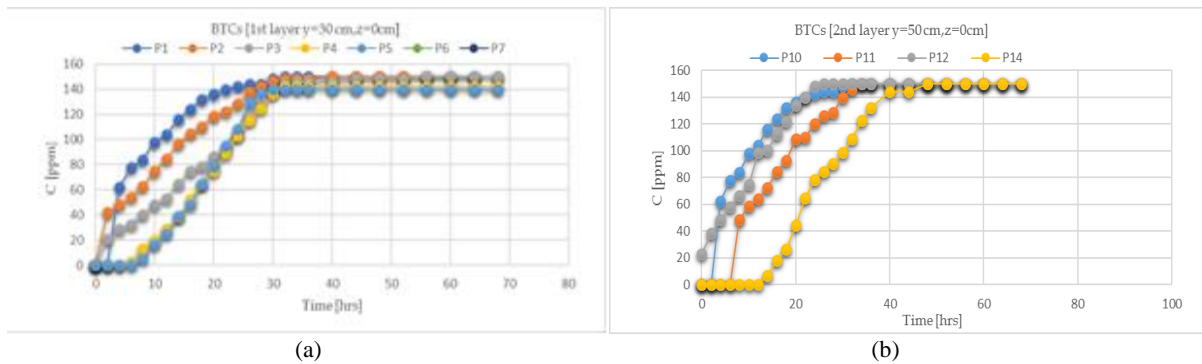 BTCs [1st layer y=30 cm,z=0cm]
P1 P2 P3 P4 P5 P6 P7
160
140
120
100
80
60
40
20
0
C [ppm]
0 10 20 30 40 50 60 70 80
Time [hrs]
(a)
BTCs [2nd layer y=50cm,z=0cm]
P10 P11 P12 P14
160
140
120
100
80
60
40
20
0
C [ppm]
0 20 40 60 80 100
Time [hrs]
(b)